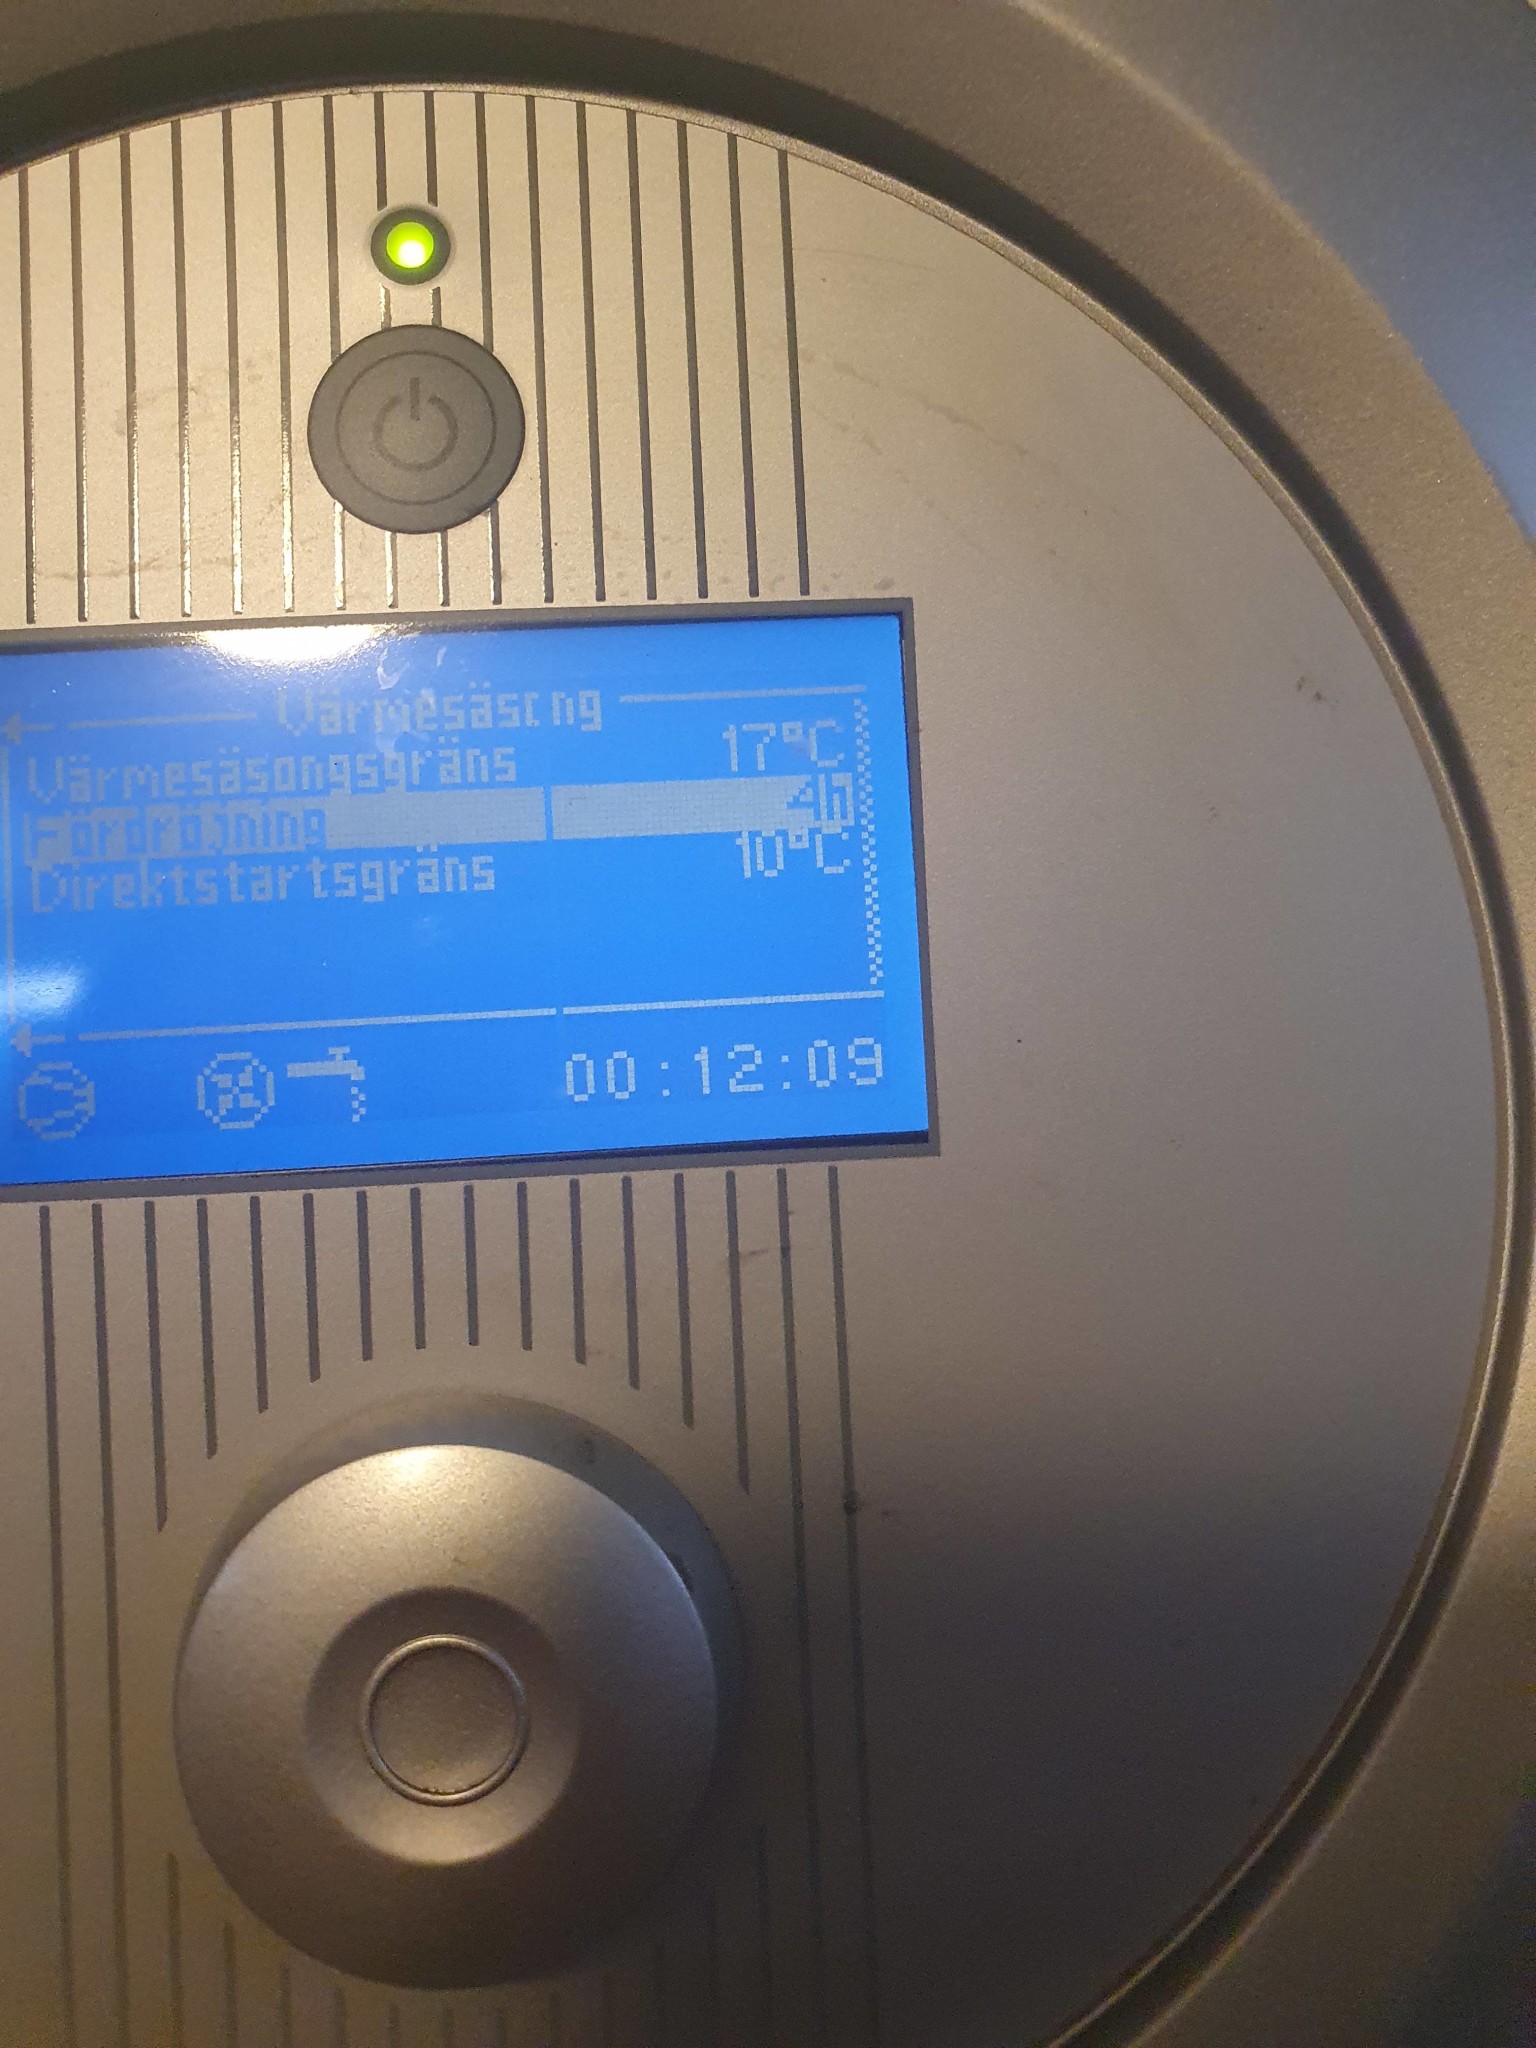 Värmesäsong
Värmesäsongsgräns 17°C
Fördröjning 4h
Direktstartsgräns 10°C
00:12:09